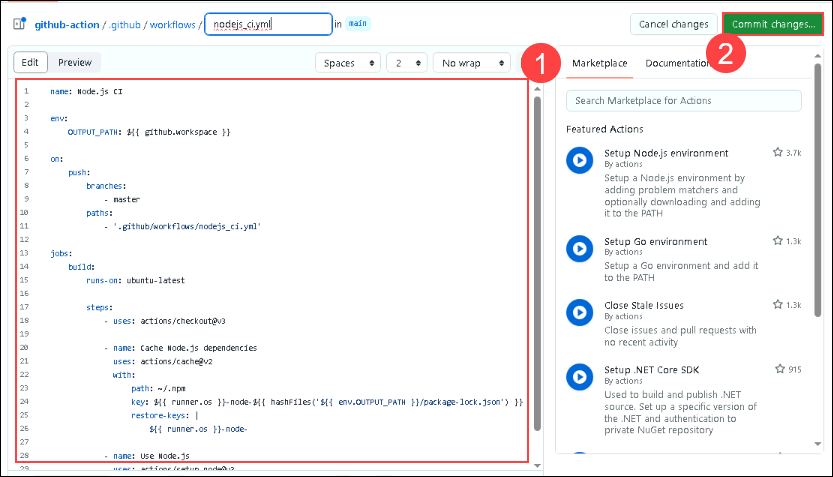 github-action / .github / workflows / nodejs_ci.yml in main
Cancel changes
Commit changes...
Edit
Preview
Spaces
2
No wrap
1
2
1 name: Node.js CI
2
3 env:
4 OUTPUT_PATH: ${{ github.workspace }}
5
6 on:
7 push:
8 branches:
9 - master
10 paths:
11 - '.github/workflows/nodejs_ci.yml'
12
13 jobs:
14 build:
15 runs-on: ubuntu-latest
16
17 steps:
18 - uses: actions/checkout@v3
19
20 - name: Cache Node.js dependencies
21 uses: actions/cache@v2
22 with:
23 path: ~/.npm
24 key: ${{ runner.os }}-node-${{ hashFiles('${{ env.OUTPUT_PATH }}/package-lock.json') }}
25 restore-keys: |
26 ${{ runner.os }}-node-
27
28 - name: Use Node.js
29 uses:
Marketplace
Documentation
Search Marketplace for Actions
Featured Actions
Setup Node.js environment
3.7k
By actions
Setup a Node.js environment by
adding problem matchers and
optionally downloading and adding
it to the PATH
Setup Go environment
1.3k
By actions
Setup a Go environment and add it
to the PATH
Close Stale Issues
1.3k
By actions
Close issues and pull requests with
no recent activity
Setup .NET Core SDK
915
By actions
Used to build and publish .NET
source. Set up a specific version of
the .NET and authentication to
private NuGet repository